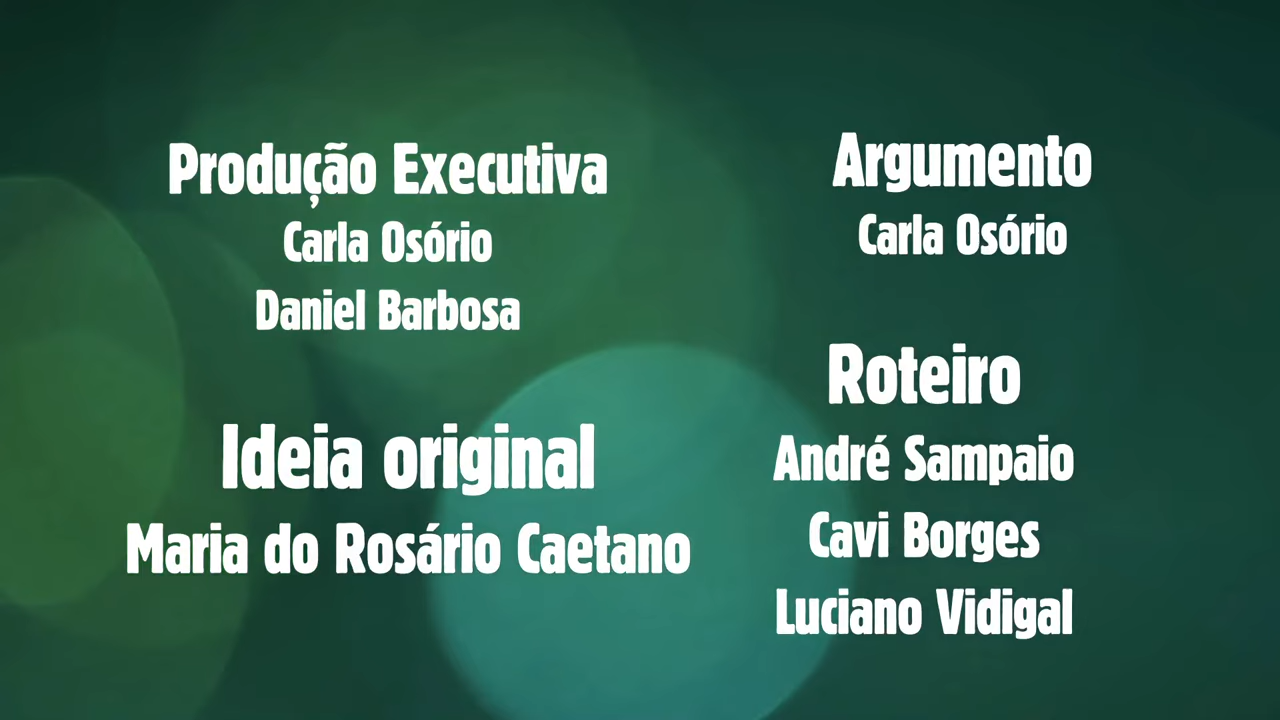 Produção Executiva
Carla Osório
Daniel Barbosa
Ideia original
Maria do Rosário Caetano
Argumento
Carla Osório
Roteiro
André Sampaio
Cavi Borges
Luciano Vidigal